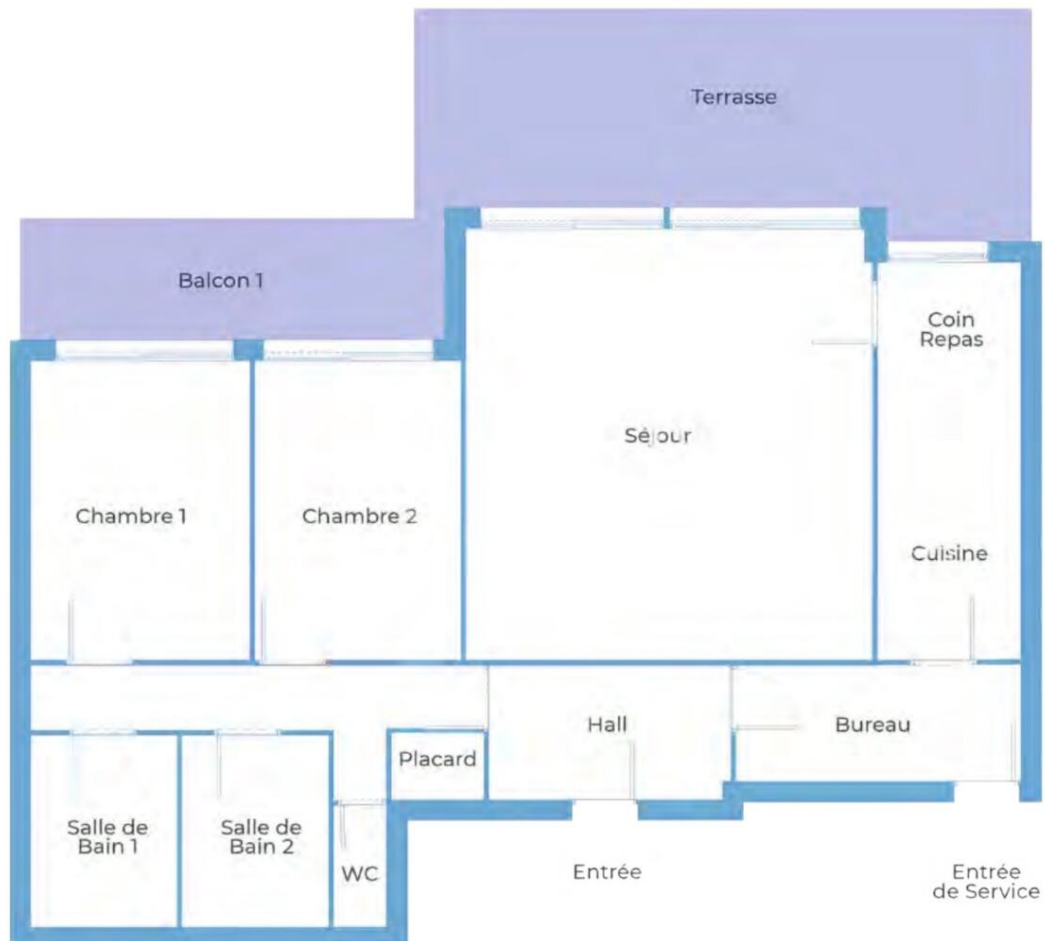 Terrasse
Balcon 1
Coin
Repas
Séjour
Chambre 1
Chambre 2
Cuisine
Hall
Bureau
Placard
Salle de
Bain 1
Salle de
Bain 2
WC
Entrée
Entrée
de Service